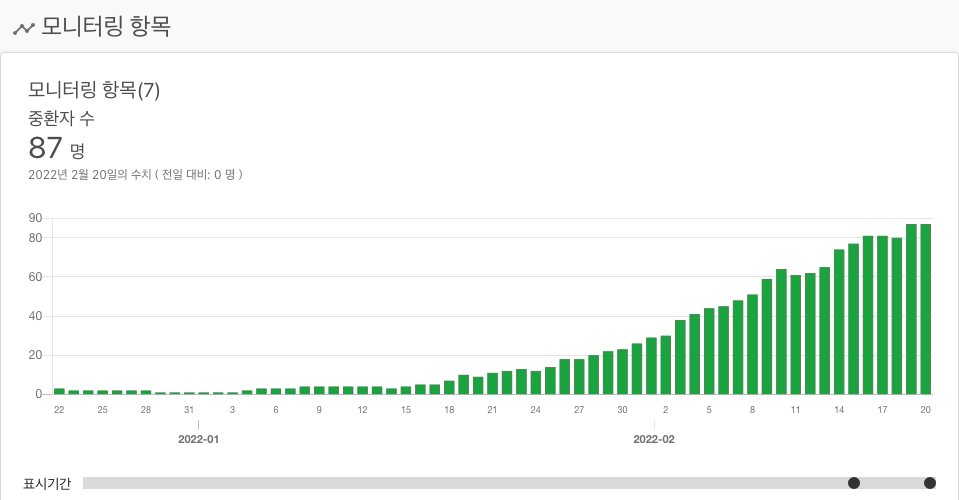 모니터링 항목
모니터링 항목(7)
중환자 수
87 명
2022년 2월 20일의 수치 ( 전일 대비: 0 명 )
90
80
60
40
20
0
22 25 28 31 3 6 9 12 15 18 21 24 27 30 2 5 8 11 14 17 20
2022-01 2022-02
표시기간